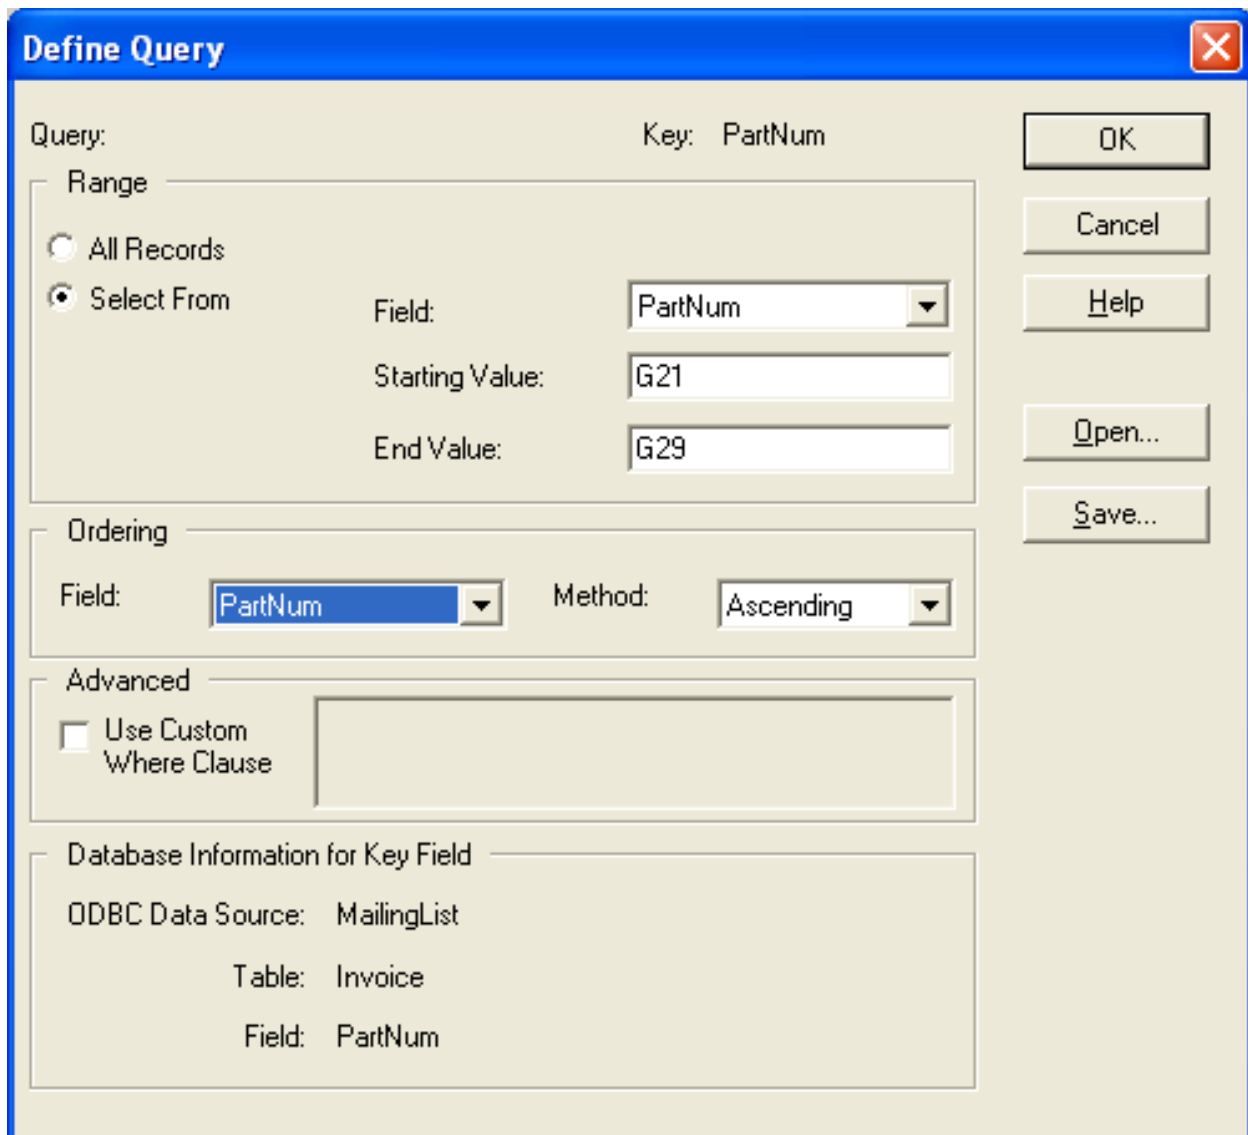 Define Query
Query: Key: PartNum
OK
Range
All Records
Cancel
Select From Field: PartNum
Help
Starting Value: G21
End Value: G29
Open...
Save...
Ordering
Field: PartNum Method: Ascending
Advanced
Use Custom
Where Clause
Database Information for Key Field
ODBC Data Source: MailingList
Table: Invoice
Field: PartNum